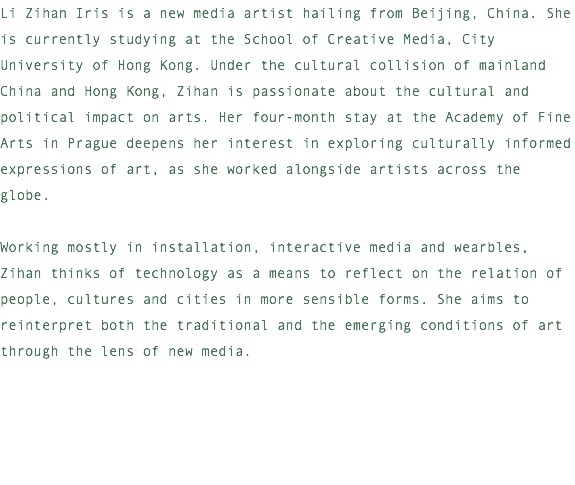 Li Zihan Iris is a new media artist hailing from Beijing, China. She
is currently studying at the School of Creative Media, City
University of Hong Kong. Under the cultural collision of mainland
China and Hong Kong, Zihan is passionate about the cultural and
political impact on arts. Her four-month stay at the Academy of Fine
Arts in Prague deepens her interest in exploring culturally informed
expressions of art, as she worked alongside artists across the
globe.

Working mostly in installation, interactive media and wearbles,
Zihan thinks of technology as a means to reflect on the relation of
people, cultures and cities in more sensible forms. She aims to
reinterpret both the traditional and the emerging conditions of art
through the lens of new media.